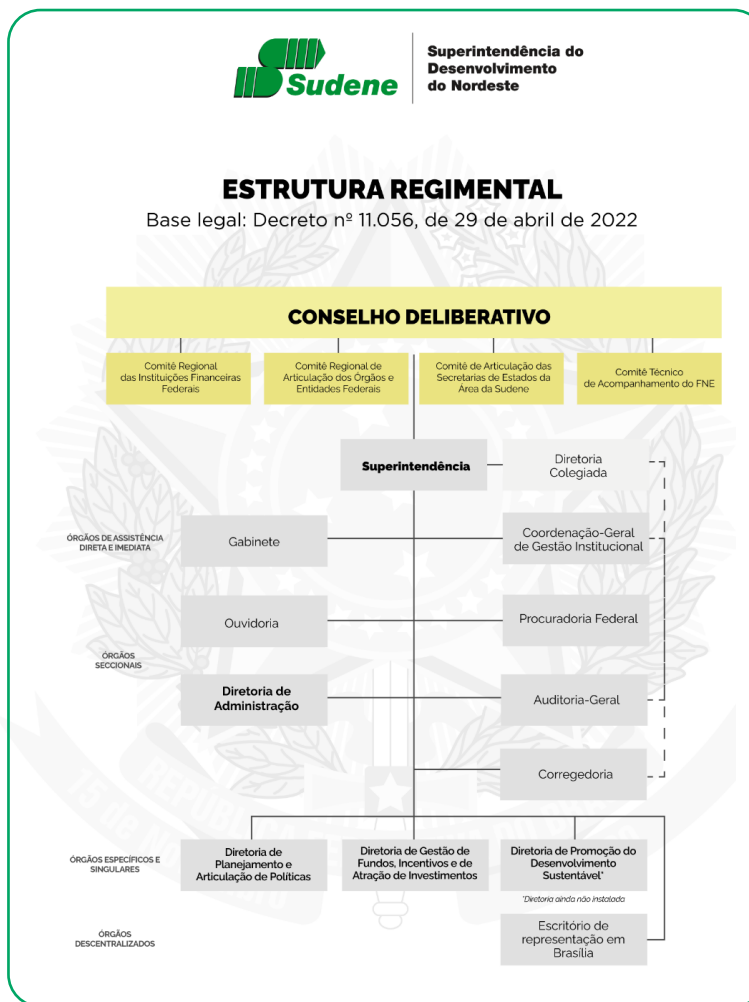 Sudene
Superintendência do
Desenvolvimento
do Nordeste
ESTRUTURA REGIMENTAL
Base legal: Decreto nº 11.056, de 29 de abril de 2022
CONSELHO DELIBERATIVO
Comitê Regional
das Instituições Financeiras
Federais
Comitê Regional de
Articulação dos Órgãos e
Entidades Federais
Comitê de Articulação das
Secretarias de Estados da
Área da Sudene
Comitê Técnico
de Acompanhamento do FNE
Superintendência
Diretoria
Colegiada
ÓRGÃOS DE ASSISTÊNCIA
DIRETA E IMEDIATA
Gabinete
Coordenação-Geral
de Gestão Institucional
Ouvidoria
Procuradoria Federal
ÓRGÃOS
SECCIONAIS
Diretoria de
Administração
Auditoria-Geral
Corregedoria
ÓRGÃOS ESPECÍFICOS E
SINGULARES
Diretoria de
Planejamento e
Articulação de Políticas
Diretoria de Gestão de
Fundos, Incentivos e de
Atração de Investimentos
Diretoria de Promoção do
Desenvolvimento
Sustentável*
*Diretoria ainda não instalada
ÓRGÃOS
DESCENTRALIZADOS
Escritório de
representação em
Brasília